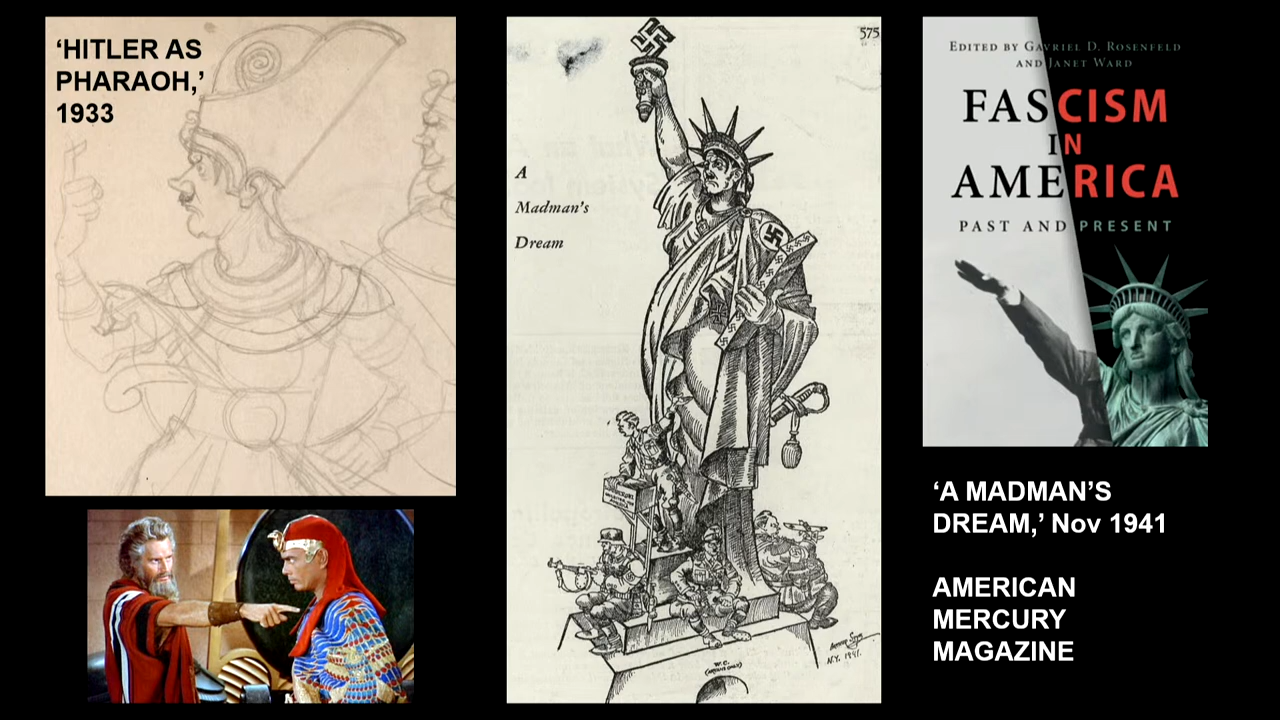 ‘HITLER AS
PHARAOH,’
1933
575
A
Madman's
Dream
W.C.
N.Y. 1941.
EDITED BY GAVRIEL D. ROSENFELD
AND JANET WARD
FASCISM
IN
AMERICA
PAST AND PRESENT
‘A MADMAN’S
DREAM,’ Nov 1941
AMERICAN
MERCURY
MAGAZINE